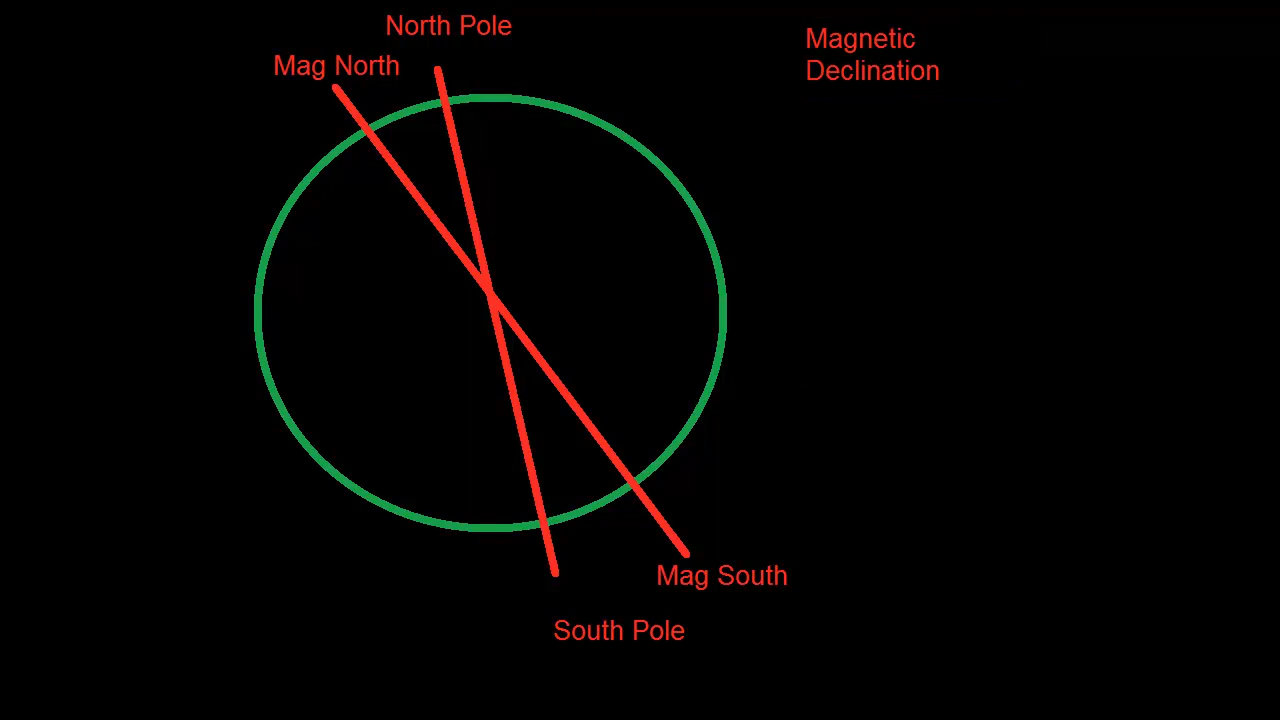 North Pole
Mag North
Magnetic
Declination
Mag South
South Pole